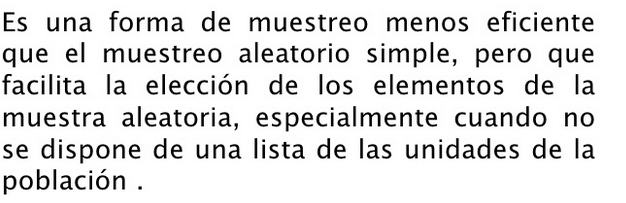 Es una forma de muestreo menos eficiente
que el muestreo aleatorio simple, pero que
facilita la elección de los elementos de la
muestra aleatoria, especialmente cuando no
se dispone de una lista de las unidades de la
población .